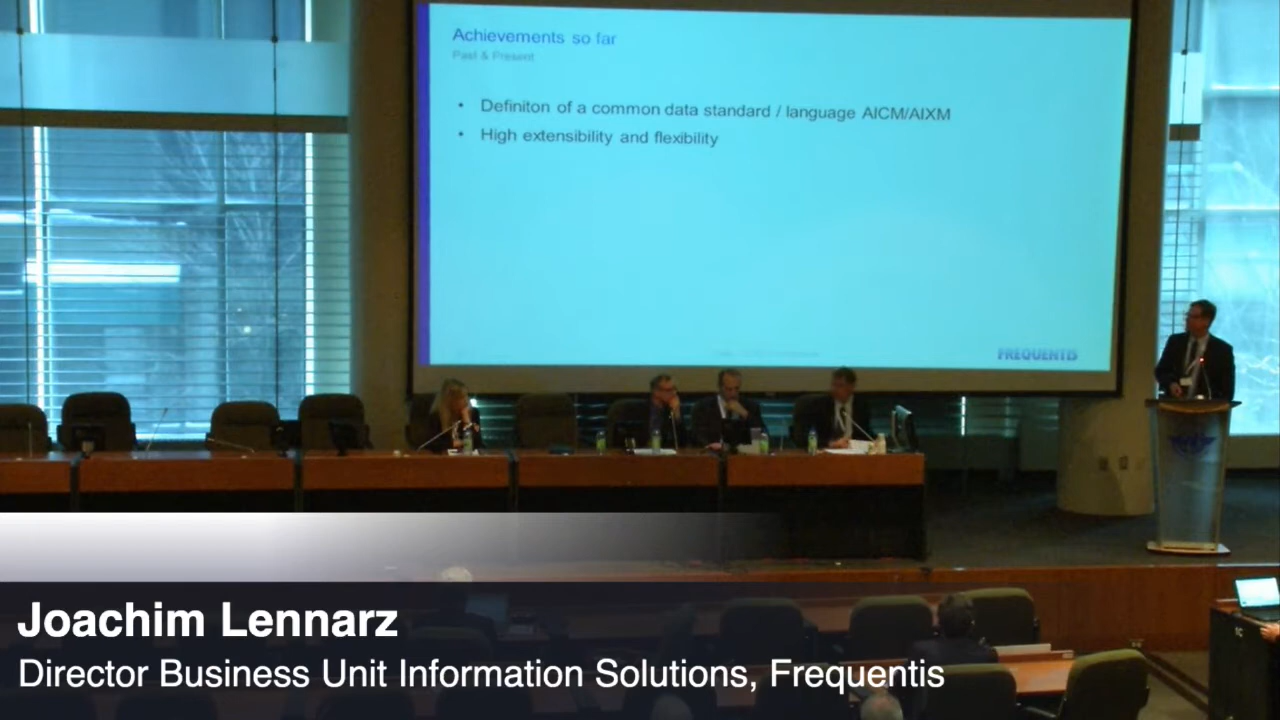 Achievements so far
Past & Present
• Definiton of a common data standard / language AICM/AIXM
• High extensibility and flexibility
FREQUENTIS
Joachim Lennarz
Director Business Unit Information Solutions, Frequentis